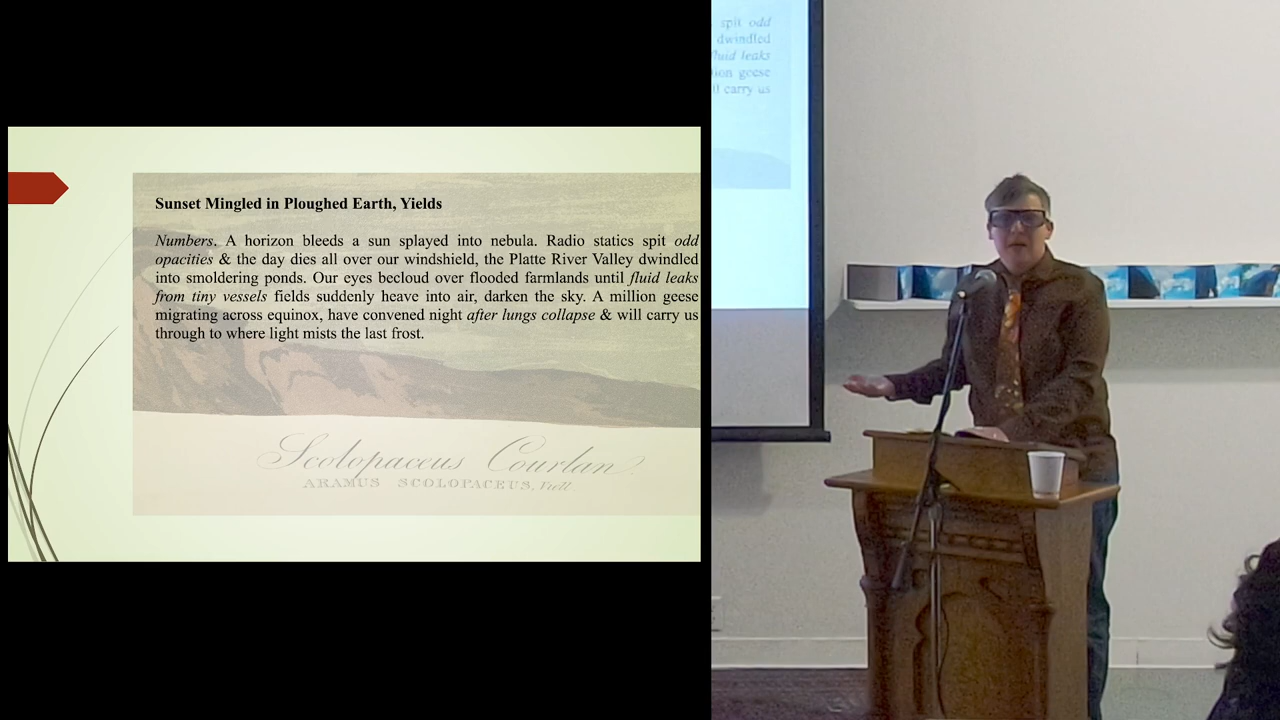 Sunset Mingled in Ploughed Earth, Yields
Numbers. A horizon bleeds a sun splayed into nebula. Radio statics spit odd
opacities & the day dies all over our windshield, the Platte River Valley dwindled
into smoldering ponds. Our eyes becloud over flooded farmlands until fluid leaks
from tiny vessels fields suddenly heave into air, darken the sky. A million geese
migrating across equinox, have convened night after lungs collapse & will carry us
through to where light mists the last frost.
Scolopaceus Courlan
ARAMUS SCOLOPACEUS, Viell
spit odd
dwindled
fluid leaks
geese
carry us